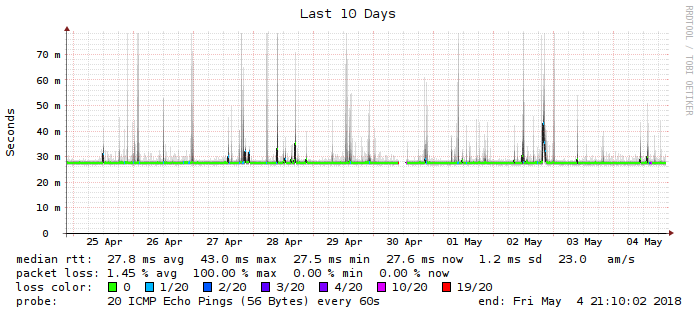 Last 10 Days
RRDTOOL / TOBI OETIKER
Seconds
70 m
60 m
50 m
40 m
30 m
20 m
10 m
0
25 Apr 26 Apr 27 Apr 28 Apr 29 Apr 30 Apr 01 May 02 May 03 May 04 May
median rtt: 27.8 ms avg 43.0 ms max 27.5 ms min 27.6 ms now 1.2 ms sd 23.0 am/s
packet loss: 1.45 % avg 100.00 % max 0.00 % min 0.00 % now
loss color: 0 1/20 2/20 3/20 4/20 10/20 19/20
probe: 20 ICMP Echo Pings (56 Bytes) every 60s end: Fri May 4 21:10:02 2018